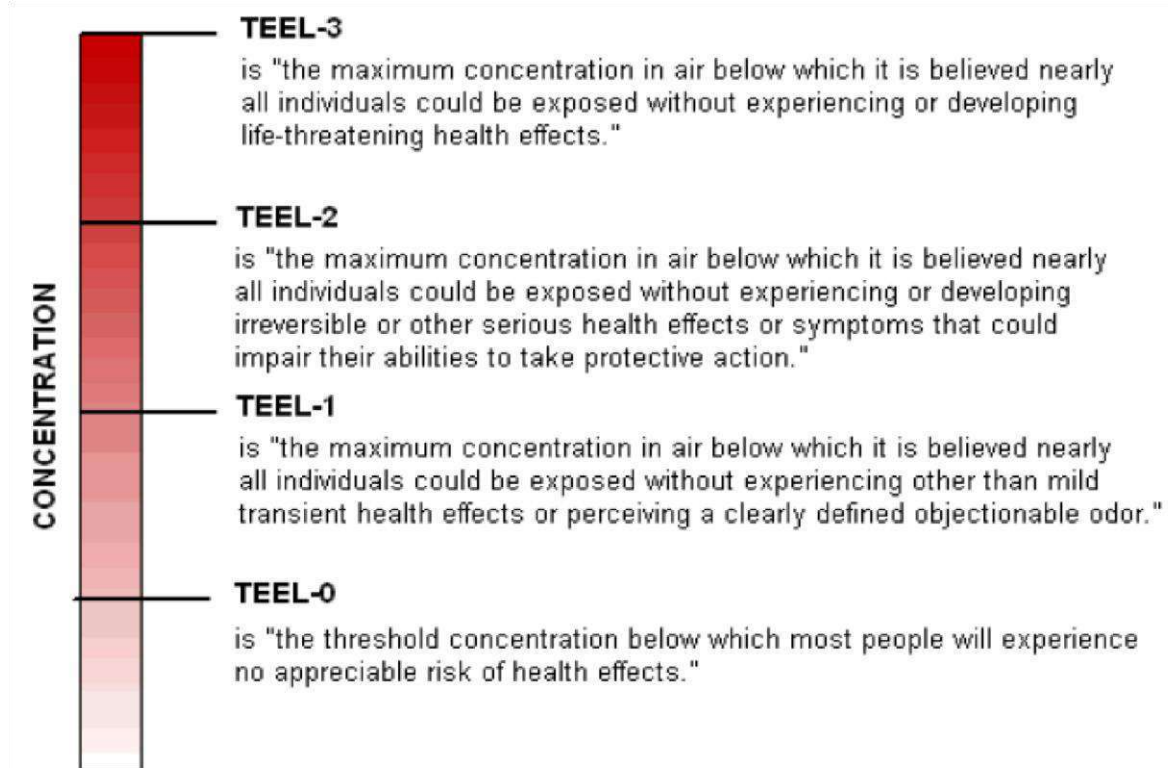 TEEL-3
is "the maximum concentration in air below which it is believed nearly
all individuals could be exposed without experiencing or developing
life-threatening health effects."
TEEL-2
is "the maximum concentration in air below which it is believed nearly
all individuals could be exposed without experiencing or developing
irreversible or other serious health effects or symptoms that could
impair their abilities to take protective action."
CONCENTRATION
TEEL-1
is "the maximum concentration in air below which it is believed nearly
all individuals could be exposed without experiencing other than mild
transient health effects or perceiving a clearly defined objectionable odor."
TEEL-0
is "the threshold concentration below which most people will experience
no appreciable risk of health effects."